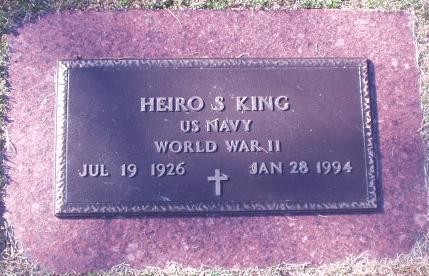 HEIRO S KING
US NAVY
WORLD WAR II
JUL 19 1926 JAN 28 1994